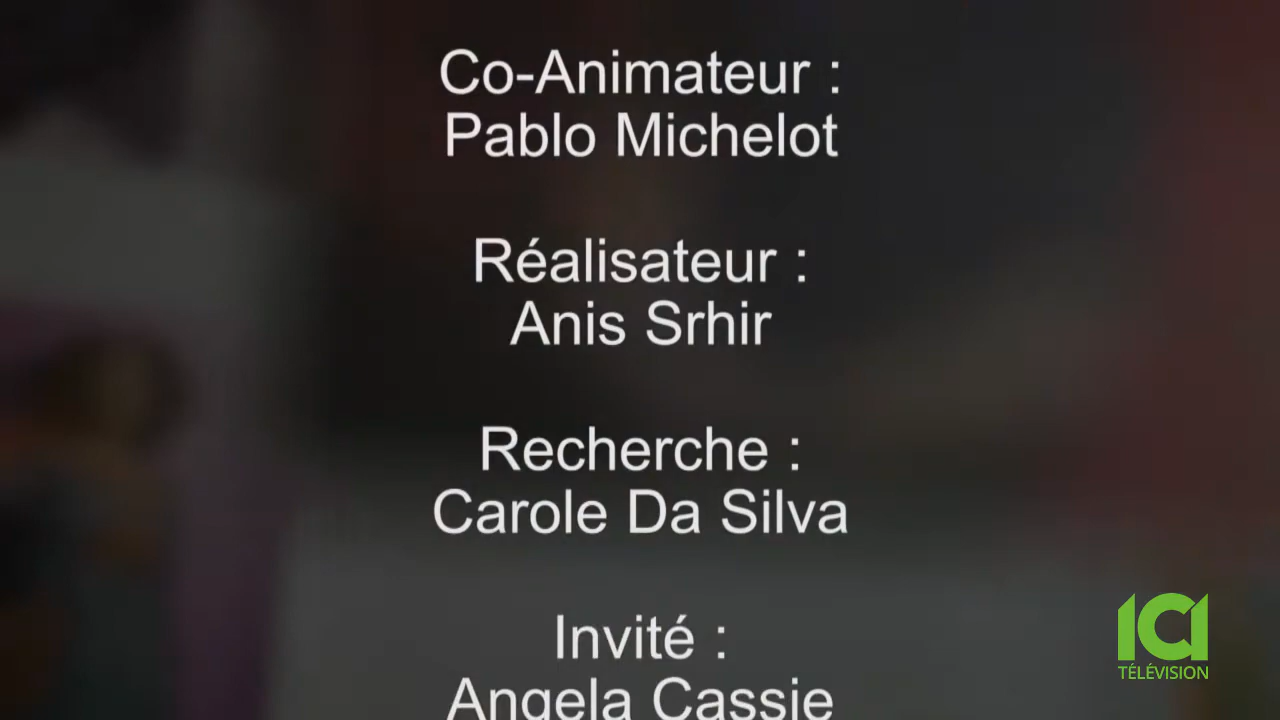 Co-Animateur :
Pablo Michelot
Réalisateur :
Anis Srhir
Recherche :
Carole Da Silva
Invité :
Angela Cassie
ICI
TÉLÉVISION